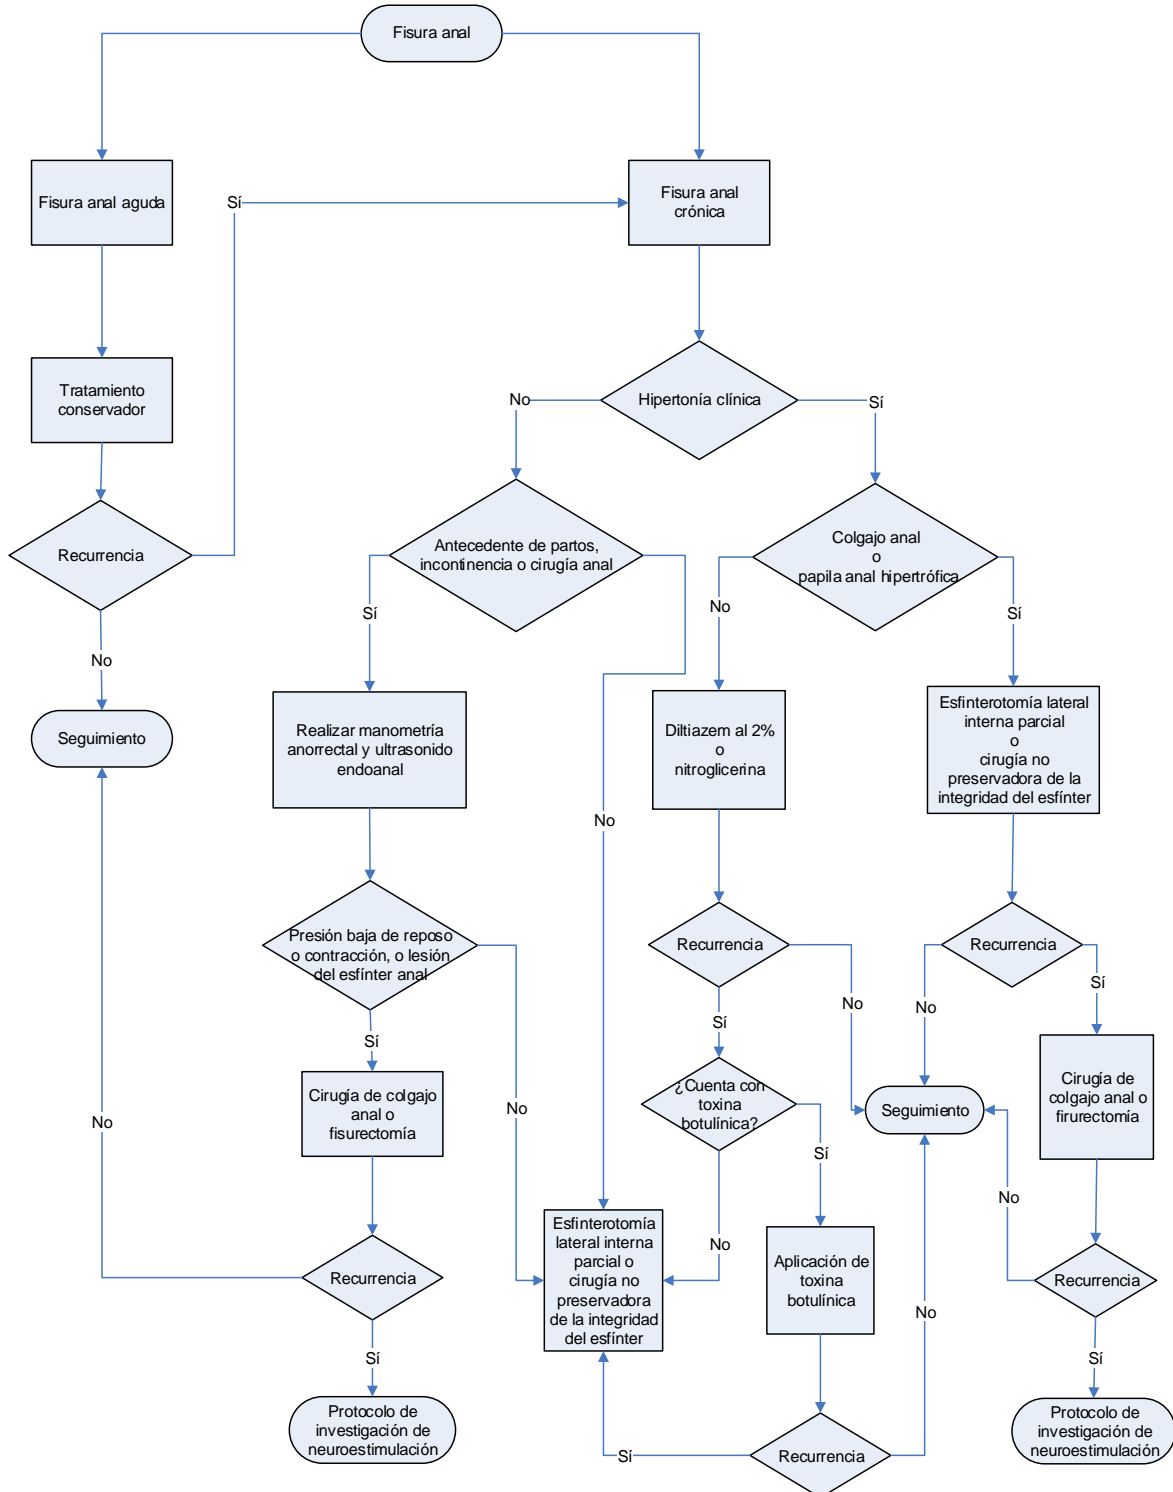 Fisura anal
Fisura anal aguda
Sí
Fisura anal
crónica
Tratamiento
conservador
No
Hipertonía clínica
Sí
Recurrencia
Antecedente de partos,
incontinencia o cirugía anal
Colgajo anal
o
papila anal hipertrófica
Sí
No
Sí
No
Seguimiento
Realizar manometría
anorrectal y ultrasonido
endoanal
Diltiazem al 2%
o
nitroglicerina
Esfinterotomía lateral
interna parcial
o
cirugía no
preservadora de la
integridad del esfínter
No
Presión baja de reposo
o contracción, o lesión
del esfínter anal
Recurrencia
Recurrencia
Sí
No
No
Sí
Sí
Cirugía de colgajo
anal o
fisurectomía
No
No
¿Cuenta con
toxina
botulínica?
Seguimiento
Cirugía de
colgajo anal o
firurectomía
Sí
No
No
Esfinterotomía
lateral interna
parcial o
cirugía no
preservadora
de la integridad
del esfínter
Aplicación de
toxina
botulínica
Recurrencia
Recurrencia
No
Sí
Sí
Protocolo de
investigación de
neuroestimulación
Sí
Recurrencia
Protocolo de
investigación de
neuroestimulación